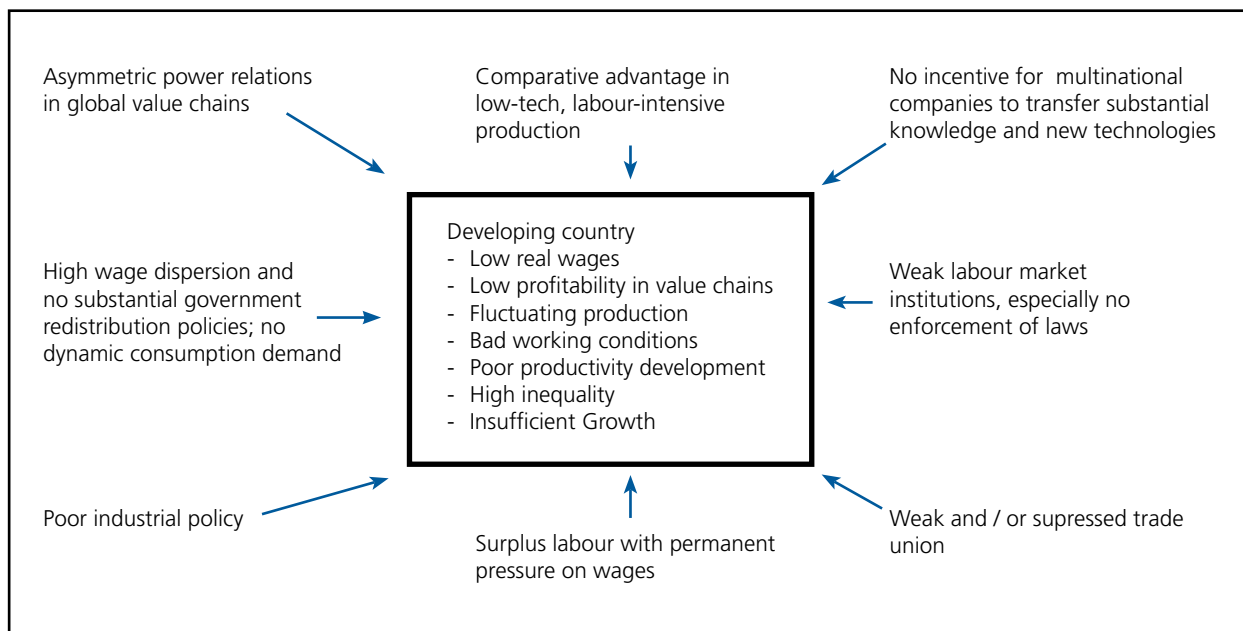 Asymmetric power relations
in global value chains
Comparative advantage in
low-tech, labour-intensive
production
No incentive for multinational
companies to transfer substantial
knowledge and new technologies
High wage dispersion and
no substantial government
redistribution policies; no
dynamic consumption demand
Developing country
- Low real wages
- Low profitability in value chains
- Fluctuating production
- Bad working conditions
- Poor productivity development
- High inequality
- Insufficient Growth
Weak labour market
institutions, especially no
enforcement of laws
Poor industrial policy
Surplus labour with permanent
pressure on wages
Weak and / or supressed trade
union